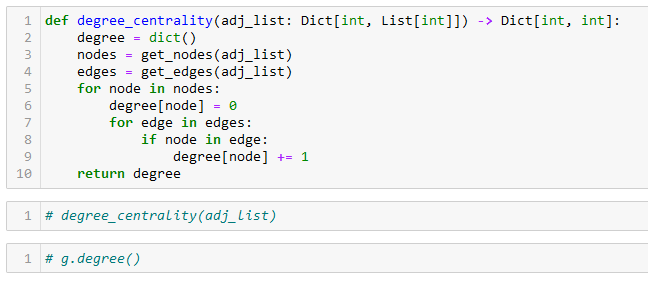 1 def degree_centrality(adj_list: Dict[int, List[int]]) -> Dict[int, int]:
2     degree = dict()
3     nodes = get_nodes(adj_list)
4     edges = get_edges(adj_list)
5     for node in nodes:
6         degree[node] = 0
7         for edge in edges:
8             if node in edge:
9                 degree[node] += 1
10     return degree
1 # degree_centrality(adj_list)
1 # g.degree()